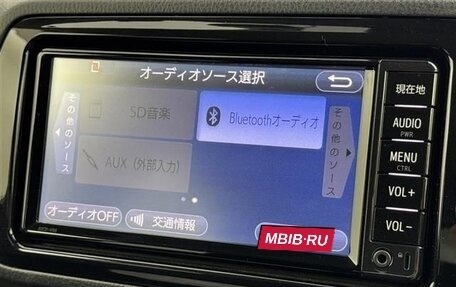 オーディオソース選択
現在地
SD音楽
Bluetoothオーディオ
その他のソース
その他のソース
AUDIO
PWR
AUX (外部入力)
MENU
CTRL
VOL+
オーディオOFF
交通情報
VOL-
MBIB.RU